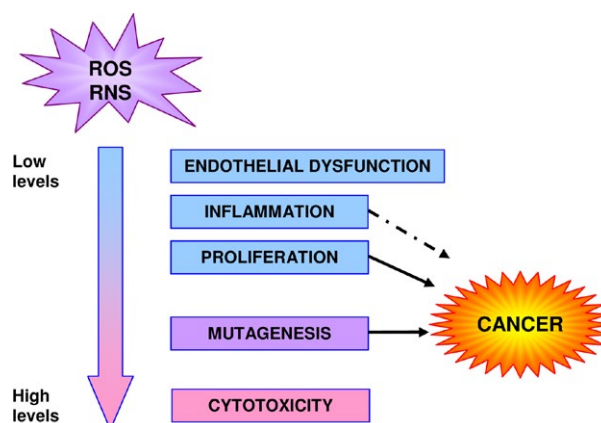 ROS
RNS
Low
levels
ENDOTHELIAL DYSFUNCTION
INFLAMMATION
PROLIFERATION
CANCER
MUTAGENESIS
High
levels
CYTOTOXICITY